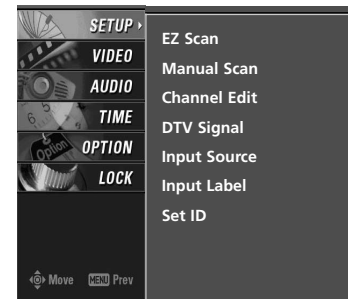 SETUP
VIDEO
AUDIO
TIME
OPTION
LOCK
Move MENU Prev
EZ Scan
Manual Scan
Channel Edit
DTV Signal
Input Source
Input Label
Set ID